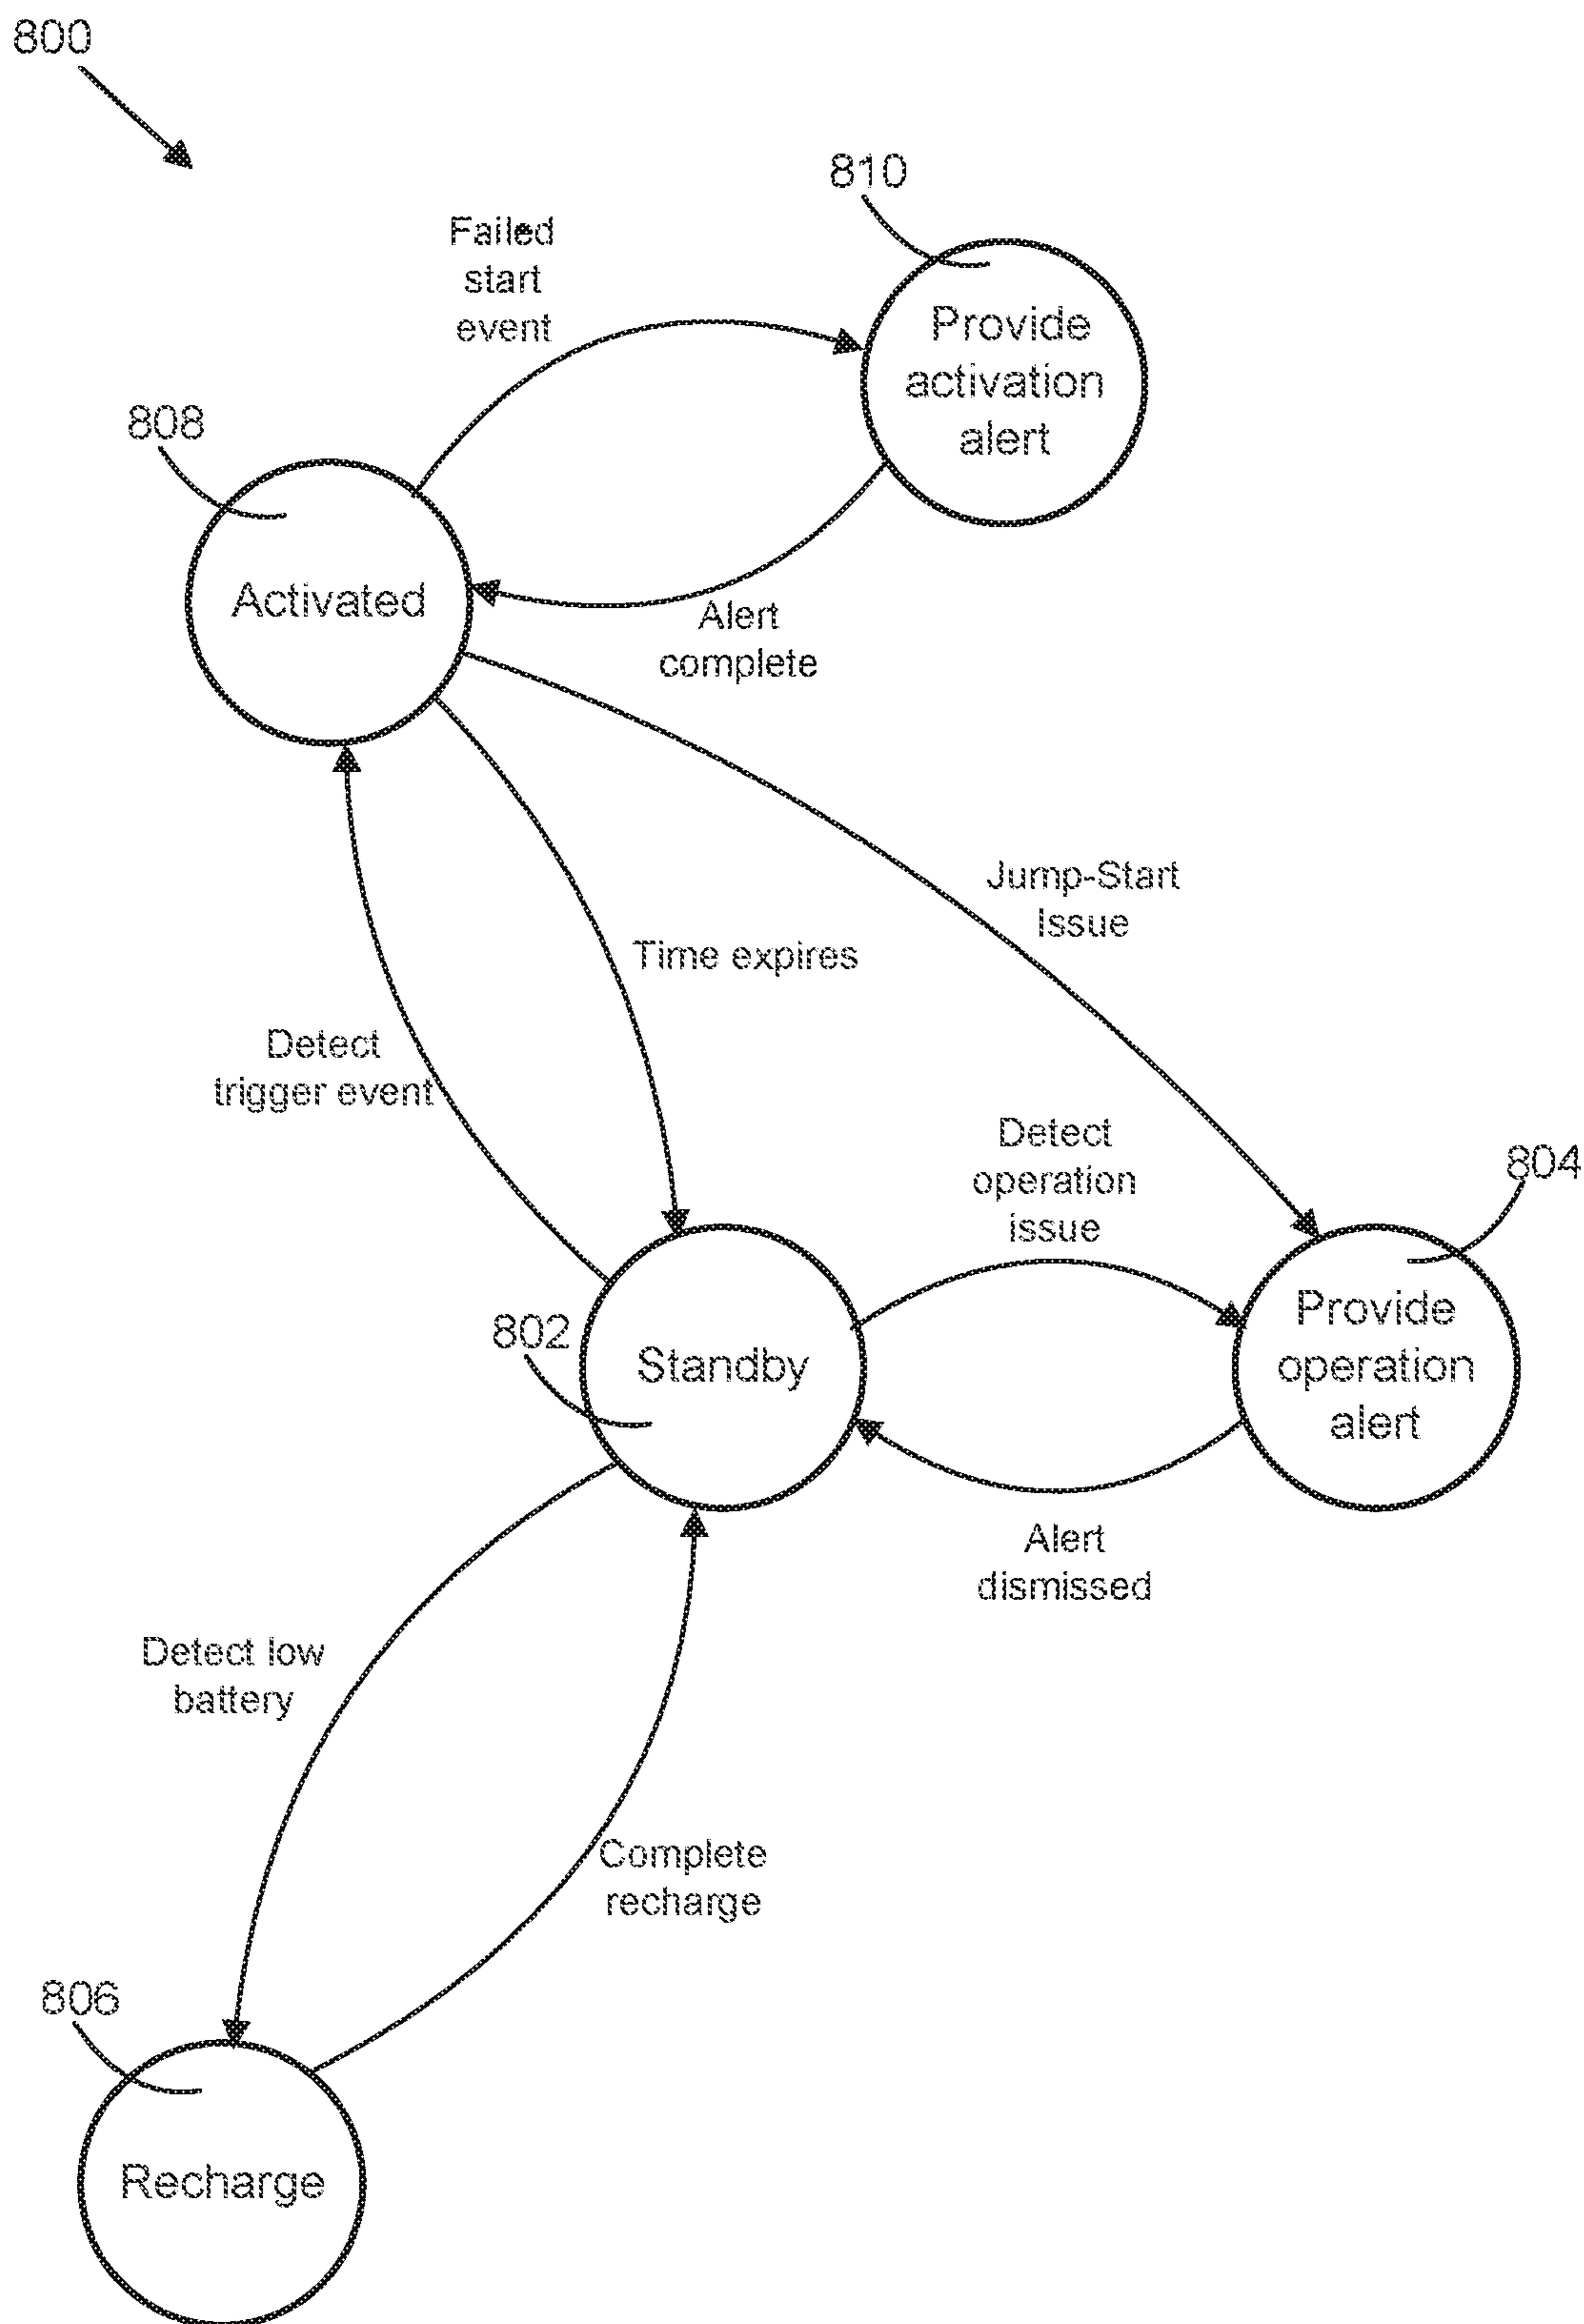 800
810
Failed
start
event
Provide
activation
alert
808
Activated
Alert
complete
Jump-Start
Issue
Time expires
Detect
trigger event
Detect
operation
issue
804
802
Standby
Provide
operation
alert
Alert
dismissed
Detect low
battery
Complete
recharge
806
Recharge